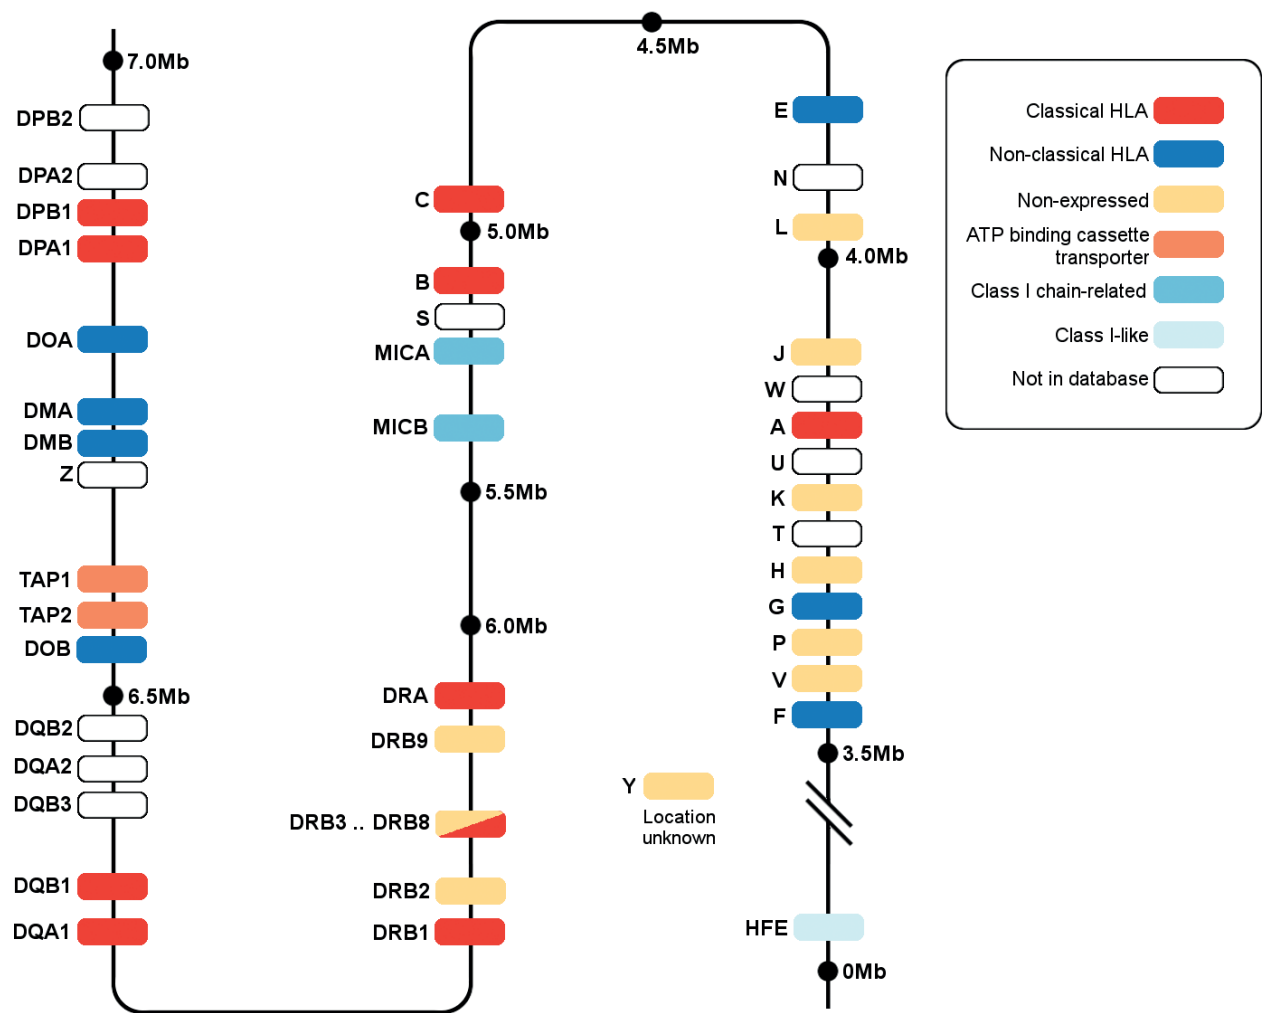 7.0Mb
DPB2
DPA2
DPB1
DPA1
DOA
DMA
DMB
Z
TAP1
TAP2
DOB
6.5Mb
DQB2
DQA2
DQB3
DQB1
DQA1
4.5Mb
C
5.0Mb
B
S
MICA
MICB
5.5Mb
6.0Mb
DRA
DRB9
DRB3 .. DRB8
DRB2
DRB1
E
N
L
4.0Mb
J
W
A
U
K
T
H
G
P
V
F
3.5Mb
Y
Location
unknown
HFE
0Mb
Classical HLA
Non-classical HLA
Non-expressed
ATP binding cassette
transporter
Class I chain-related
Class I-like
Not in database